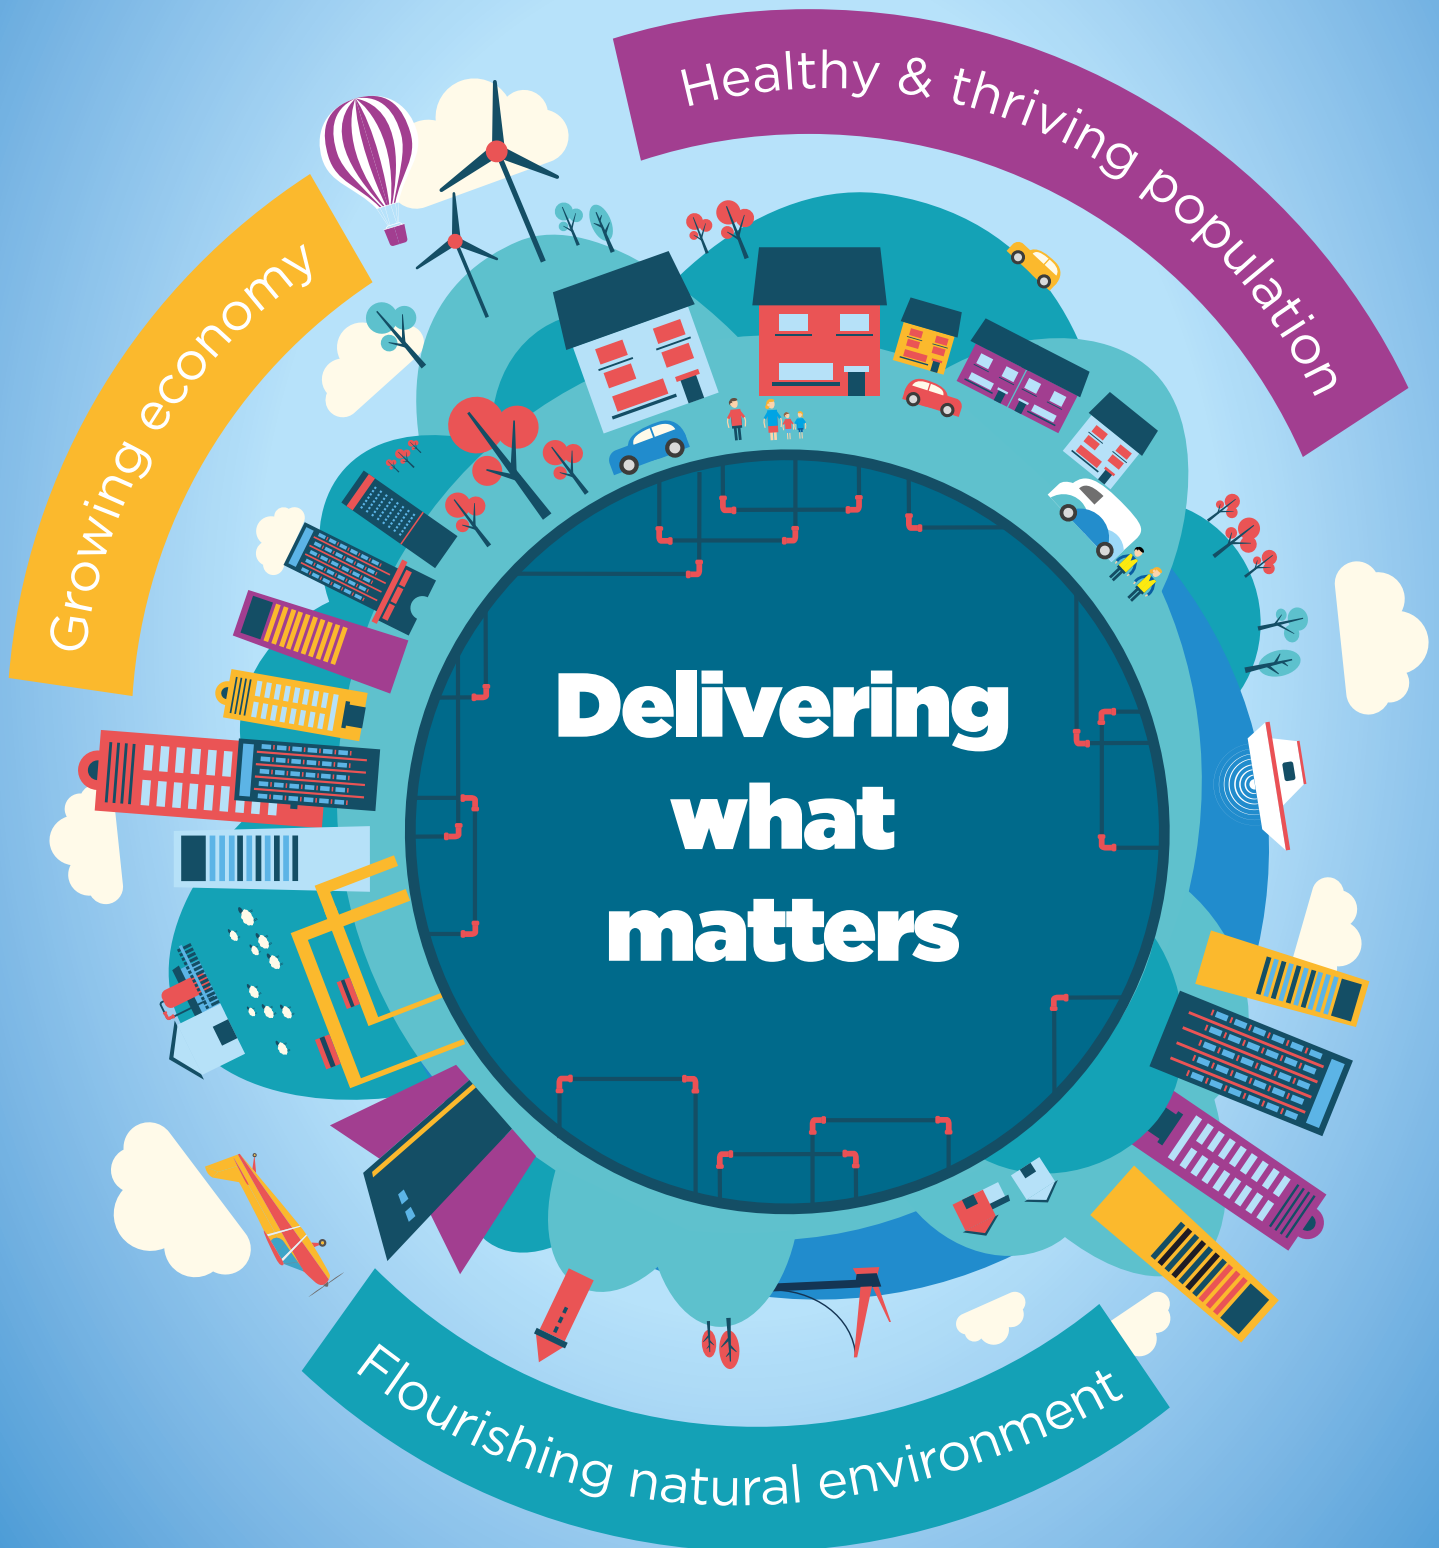 Healthy & thriving population
Growing economy
Delivering
what
matters
Flourishing natural environment